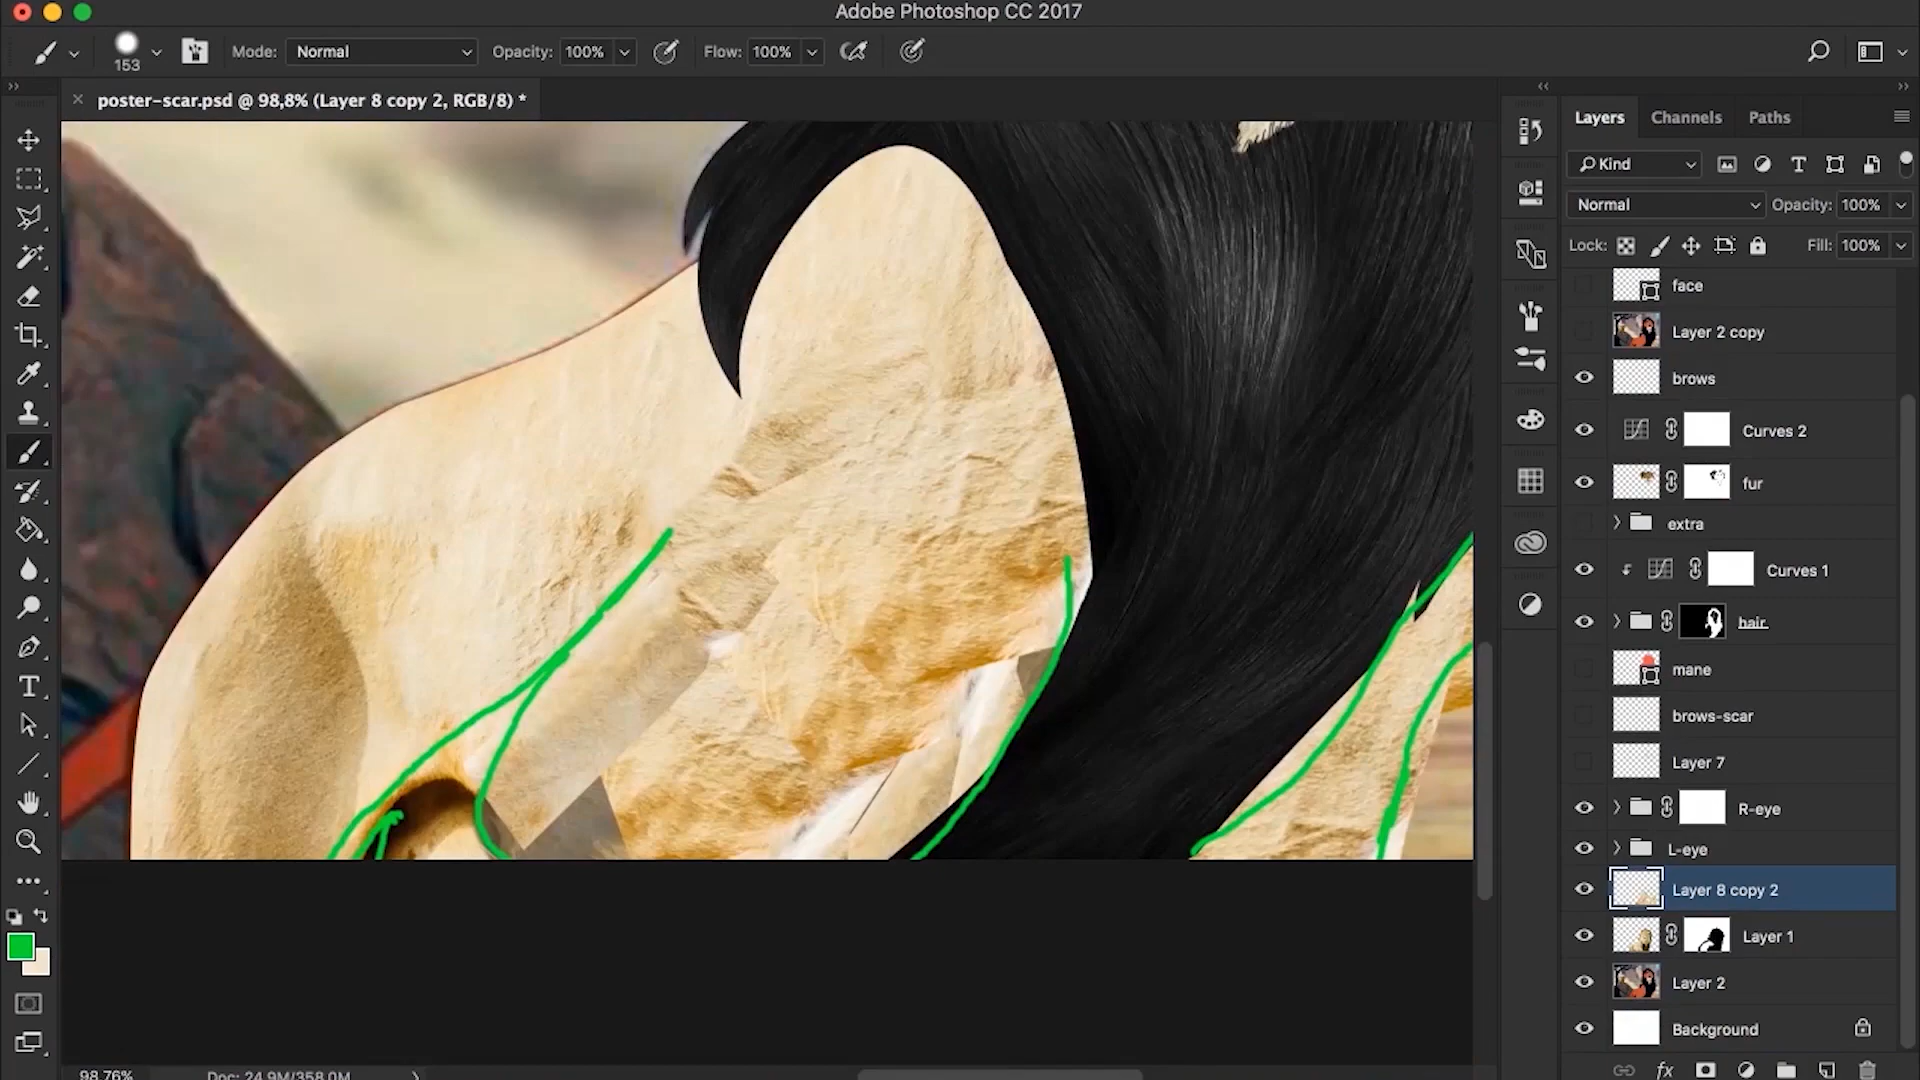 Adobe Photoshop CC 2017
153
Mode: Normal
Opacity: 100%
Flow: 100%
poster-scar.psd @ 98,8% (Layer 8 copy 2, RGB/8) *
Layers Channels Paths
Kind
Normal
Opacity: 100%
Lock:
Fill: 100%
face
Layer 2 copy
brows
Curves 2
fur
extra
Curves 1
hair
mane
brows-scar
Layer 7
R-eye
L-eye
Layer 8 copy 2
Layer 1
Layer 2
Background
98,76%
Doc: 24,9M/358,0M
fx